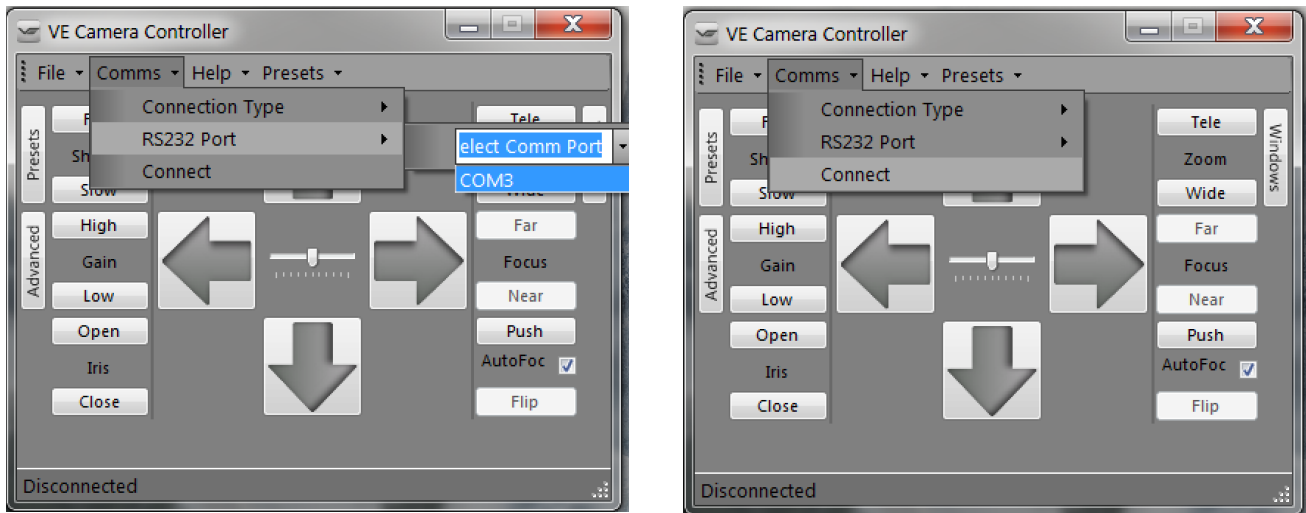 VE Camera Controller
File Comms Help Presets
Connection Type
RS232 Port
Connect
elect Comm Port
COM3
Presets
Advanced
Slow
High
Gain
Low
Open
Iris
Close
Tele
Wide
Far
Focus
Near
Push
AutoFoc
Flip
Disconnected
VE Camera Controller
File Comms Help Presets
Connection Type
RS232 Port
Connect
Presets
Advanced
Slow
High
Gain
Low
Open
Iris
Close
Tele
Zoom
Wide
Far
Focus
Near
Push
AutoFoc
Flip
Windows
Disconnected